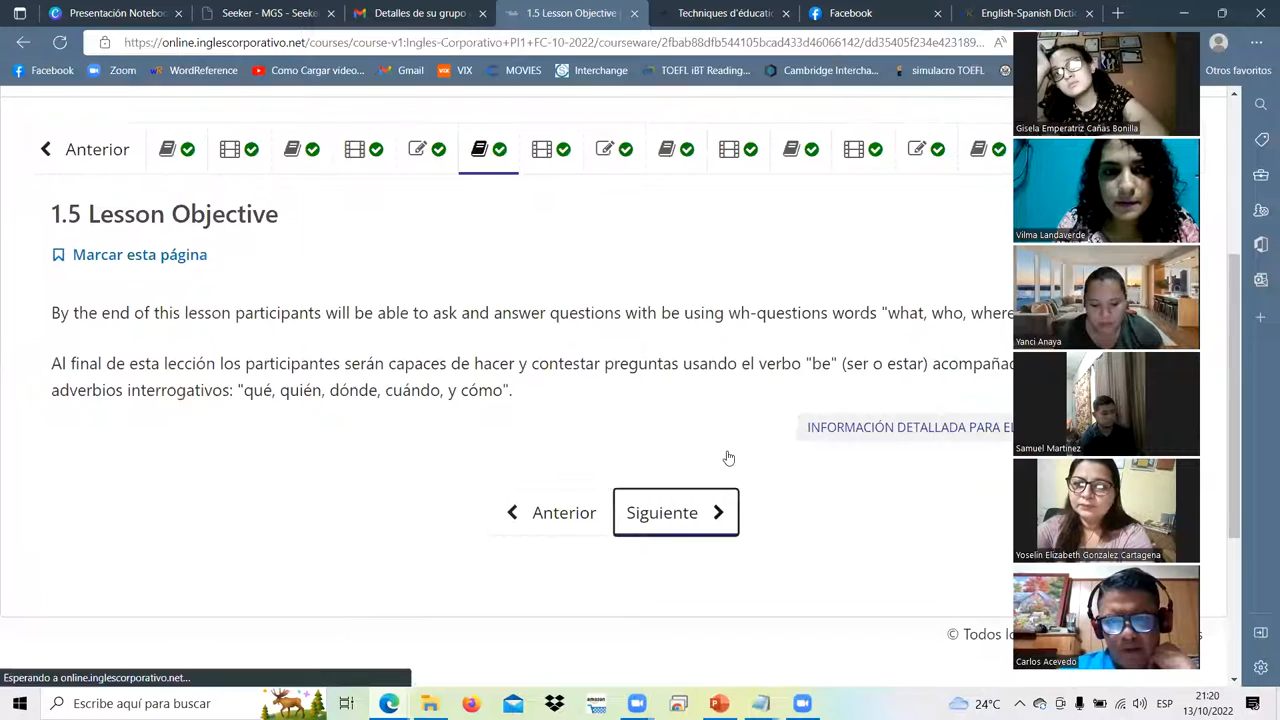 Presentación Notacion
Seeker - MGS - Seeking
Detalles de su grupo
1.5 Lesson Objective
Techniques d'éducati
Facebook
English-Spanish Dic
https://online.inglescorporativo.net/courses/course-v1:Ingles-Corporativo+PI1+FC-10-2022/courseware/2fbab88dfb544105bcad433d46066142/dd35405f234e423189...
Facebook
Zoom
WordReference
Como Cargar video...
Gmail
VIX
MOVIES
Interchange
TOEFL IBT Reading...
Cambridge Intercha...
simulacro TOEFL
Otros favoritos
Anterior
1.5 Lesson Objective
Marcar esta página
By the end of this lesson participants will be able to ask and answer questions with be using wh-questions words "what, who, where
Al final de esta lección los participantes serán capaces de hacer y contestar preguntas usando el verbo "be" (ser o estar) acompañad
adverbios interrogativos: "qué, quién, dónde, cuándo, y cómo".
INFORMACIÓN DETALLADA PARA EL
Anterior
Siguiente
© Todos lo
Esperando a online.inglescorporativo.net...
Gisela Emperatriz Cañas Bonilla
Vilma Landaverde
Yanci Anaya
Samuel Martinez
Yoselin Elizabeth Gonzalez Cartagena
Carlos Acevedo
Escribe aquí para buscar
amazon
24°C
ESP
21:20
13/10/2022